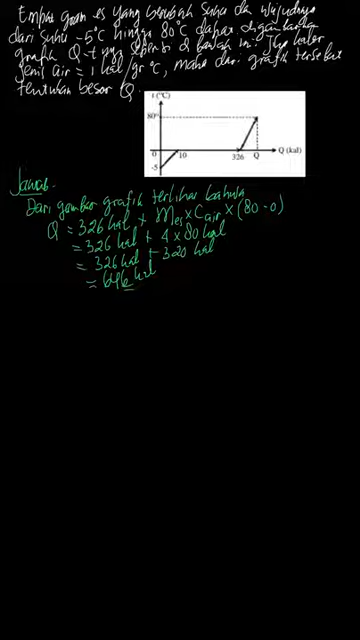 Empat gram es yang berubah suhu dan wujudnya
dari suhu -5°C hingga 80°C dapat digambarkan
grafik Q-t nya seperti di bawah ini. Jika kalor
jenis air = 1 kal/gr°C, maka dari grafik tersebut
tentukan besar Q.
t (°C)
80°
0 10 326 Q Q (kal)
-5
Jawab.
Dari gambar grafik terlihat bahwa
Q = 326 kal + Mes x Cair x (80-0)
= 326 kal + 4 x 80 kal
= 326 kal + 320 kal
= 646 kal